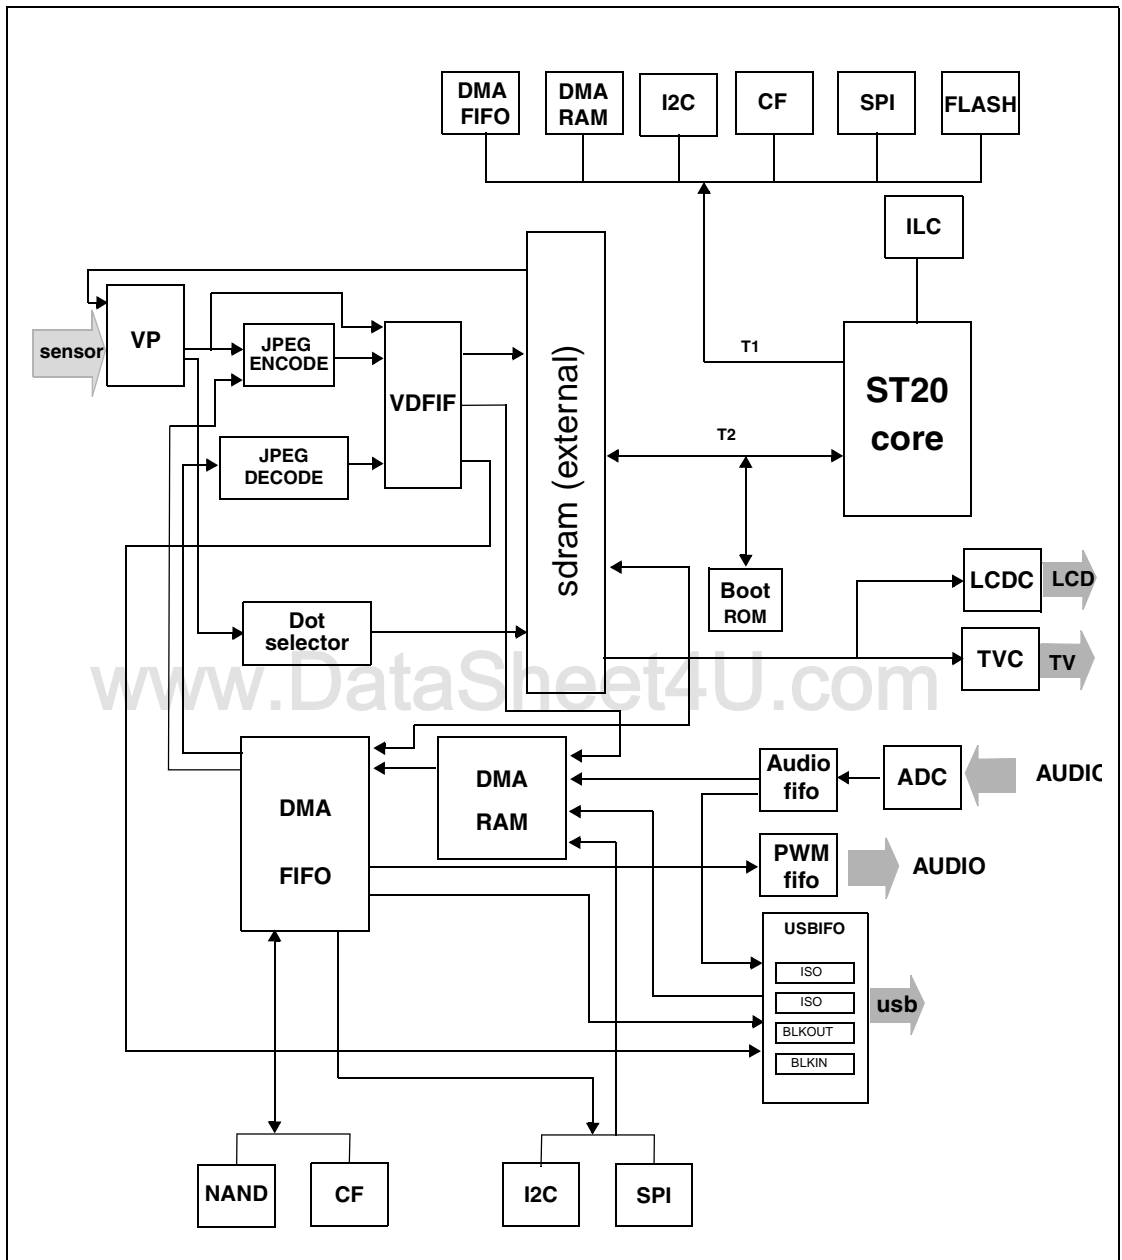 DMA
FIFO
DMA
RAM
I2C
CF
SPI
FLASH
ILC
sensor
VP
JPEG
ENCODE
VDFIF
JPEG
DECODE
sdram (external)
T1
T2
ST20
core
Boot
ROM
LCDC
LCD
Dot
selector
TVC
TV
www.DataSheet4U.com
DMA
FIFO
DMA
RAM
Audio
fifo
ADC
AUDIO
PWM
fifo
AUDIO
USBIFO
ISO
ISO
BLKOUT
BLKIN
usb
NAND
CF
I2C
SPI